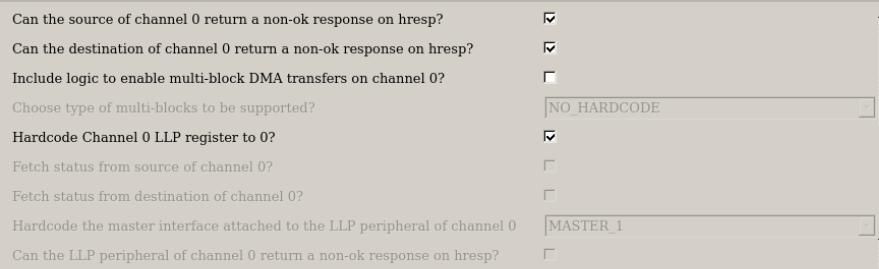 Can the source of channel 0 return a non-ok response on hresp?
Can the destination of channel 0 return a non-ok response on hresp?
Include logic to enable multi-block DMA transfers on channel 0?
Choose type of multi-blocks to be supported? NO_HARDCODE
Hardcode Channel 0 LLP register to 0?
Fetch status from source of channel 0?
Fetch status from destination of channel 0?
Hardcode the master interface attached to the LLP peripheral of channel 0 MASTER_1
Can the LLP peripheral of channel 0 return a non-ok response on hresp?